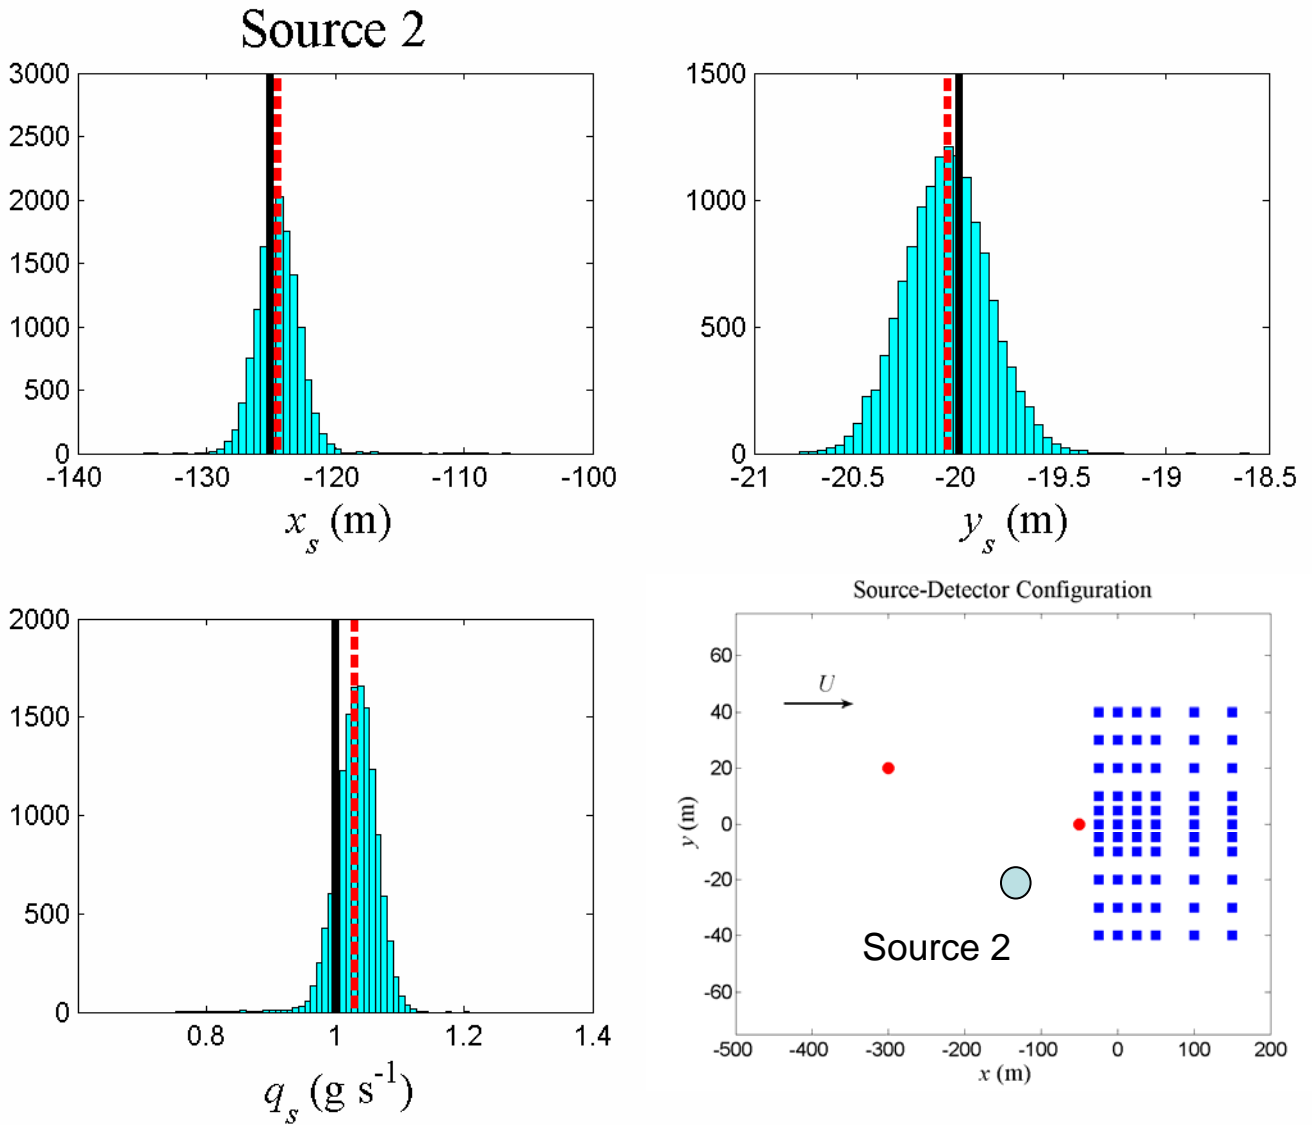 Source 2
3000
2500
2000
1500
1000
500
0
-140 -130 -120 -110 -100
x_s (m)
1500
1000
500
0
-21 -20.5 -20 -19.5 -19 -18.5
y_s (m)
2000
1500
1000
500
0
0.8 1 1.2 1.4
q_s (g s^-1)
Source-Detector Configuration
60
40
20
0
-20
-40
-60
y (m)
U
Source 2
-500 -400 -300 -200 -100 0 100 200
x (m)